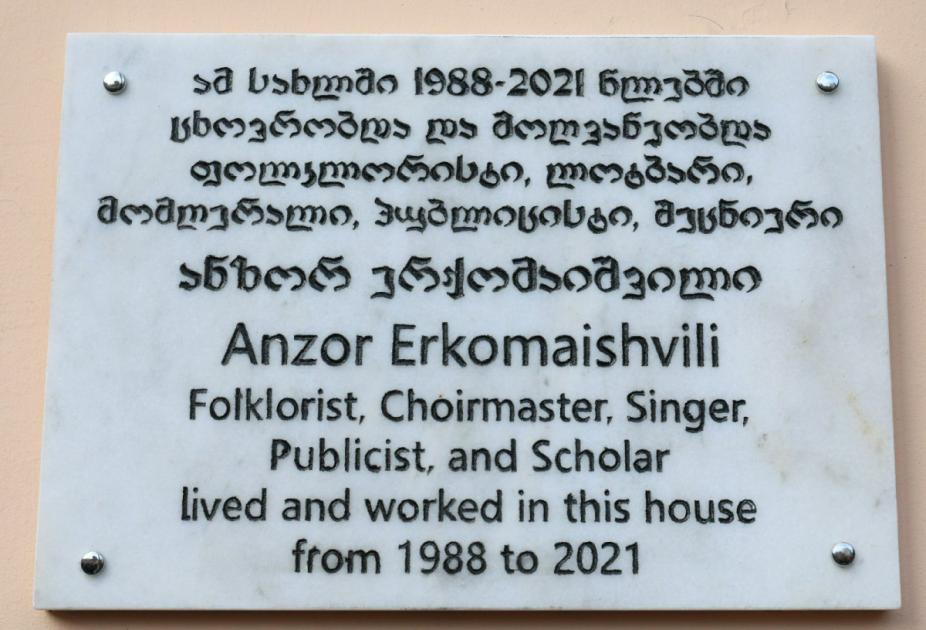 ამ სახლში 1988-2021 წლებში
ცხოვრობდა და მოღვაწეობდა
ფოლკლორისტი, ლოტბარი,
მომღერალი, პუბლიცისტი, მეცნიერი
ანზორ ერქომაიშვილი
Anzor Erkomaishvili
Folklorist, Choirmaster, Singer,
Publicist, and Scholar
lived and worked in this house
from 1988 to 2021